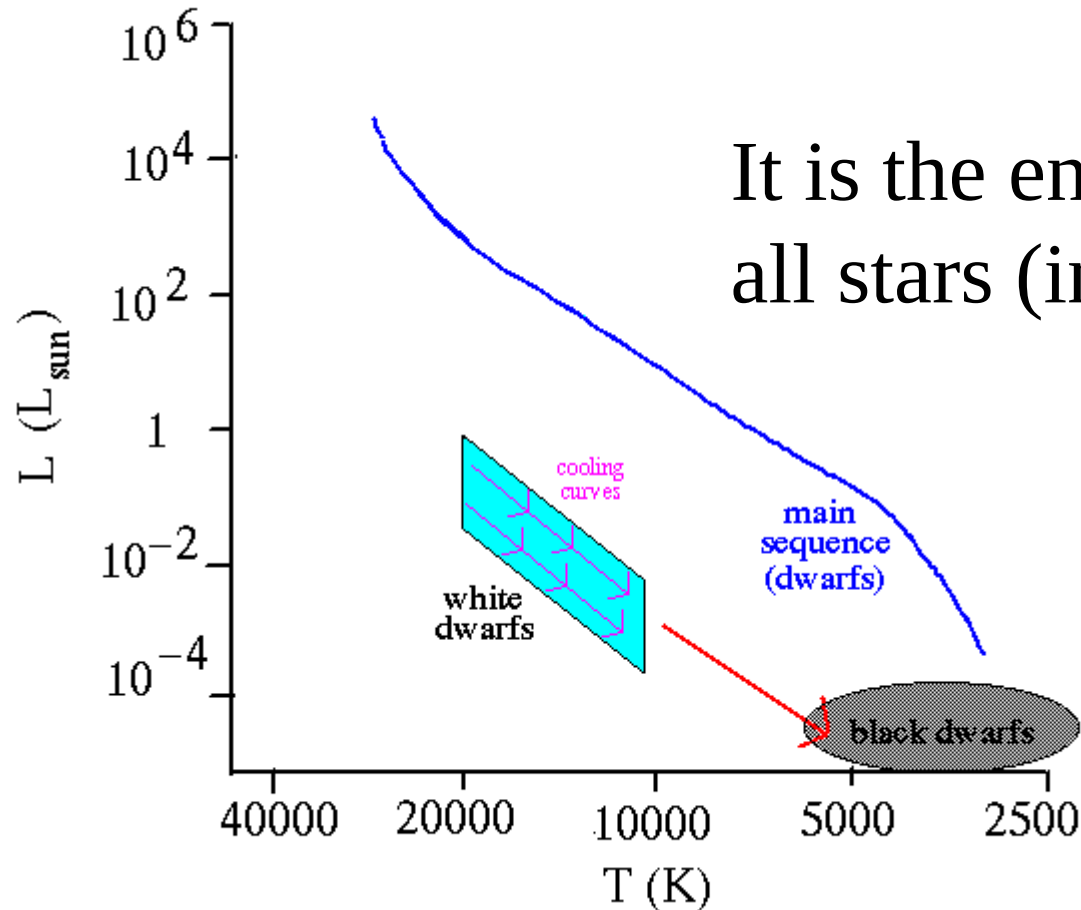 10^6
10^4
10^2
1
10^-2
10^-4
L (L_sun)
It is the en
all stars (in
cooling
curves
main
sequence
(dwarfs)
white
dwarfs
black dwarfs
40000 20000 10000 5000 2500
T (K)